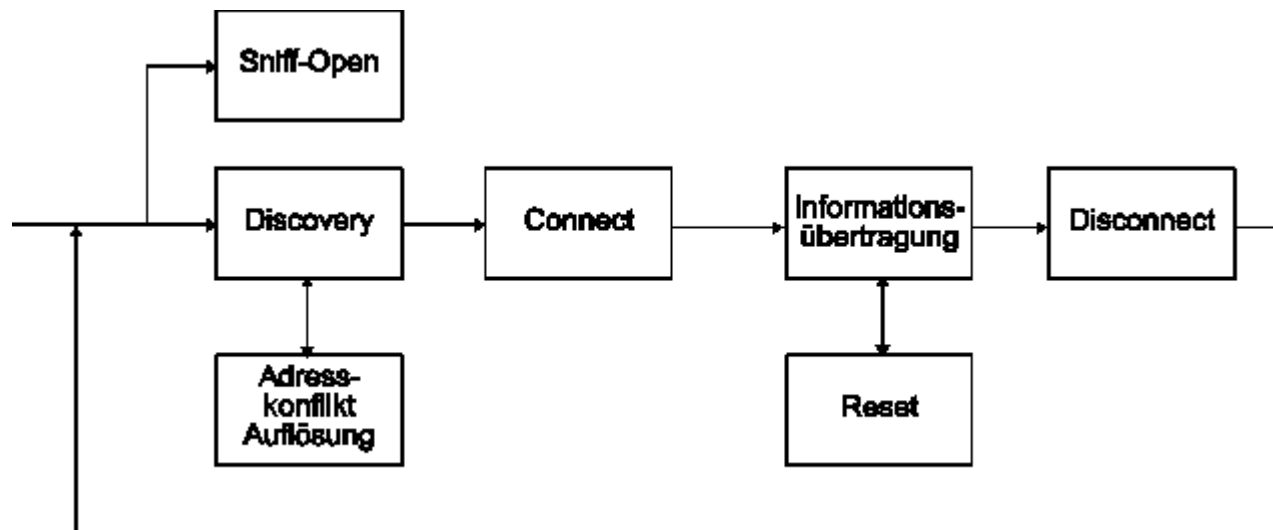 Sniff-Open
Discovery
Connect
Informations-
übertragung
Disconnect
Adress-
konflikt
Auflösung
Reset